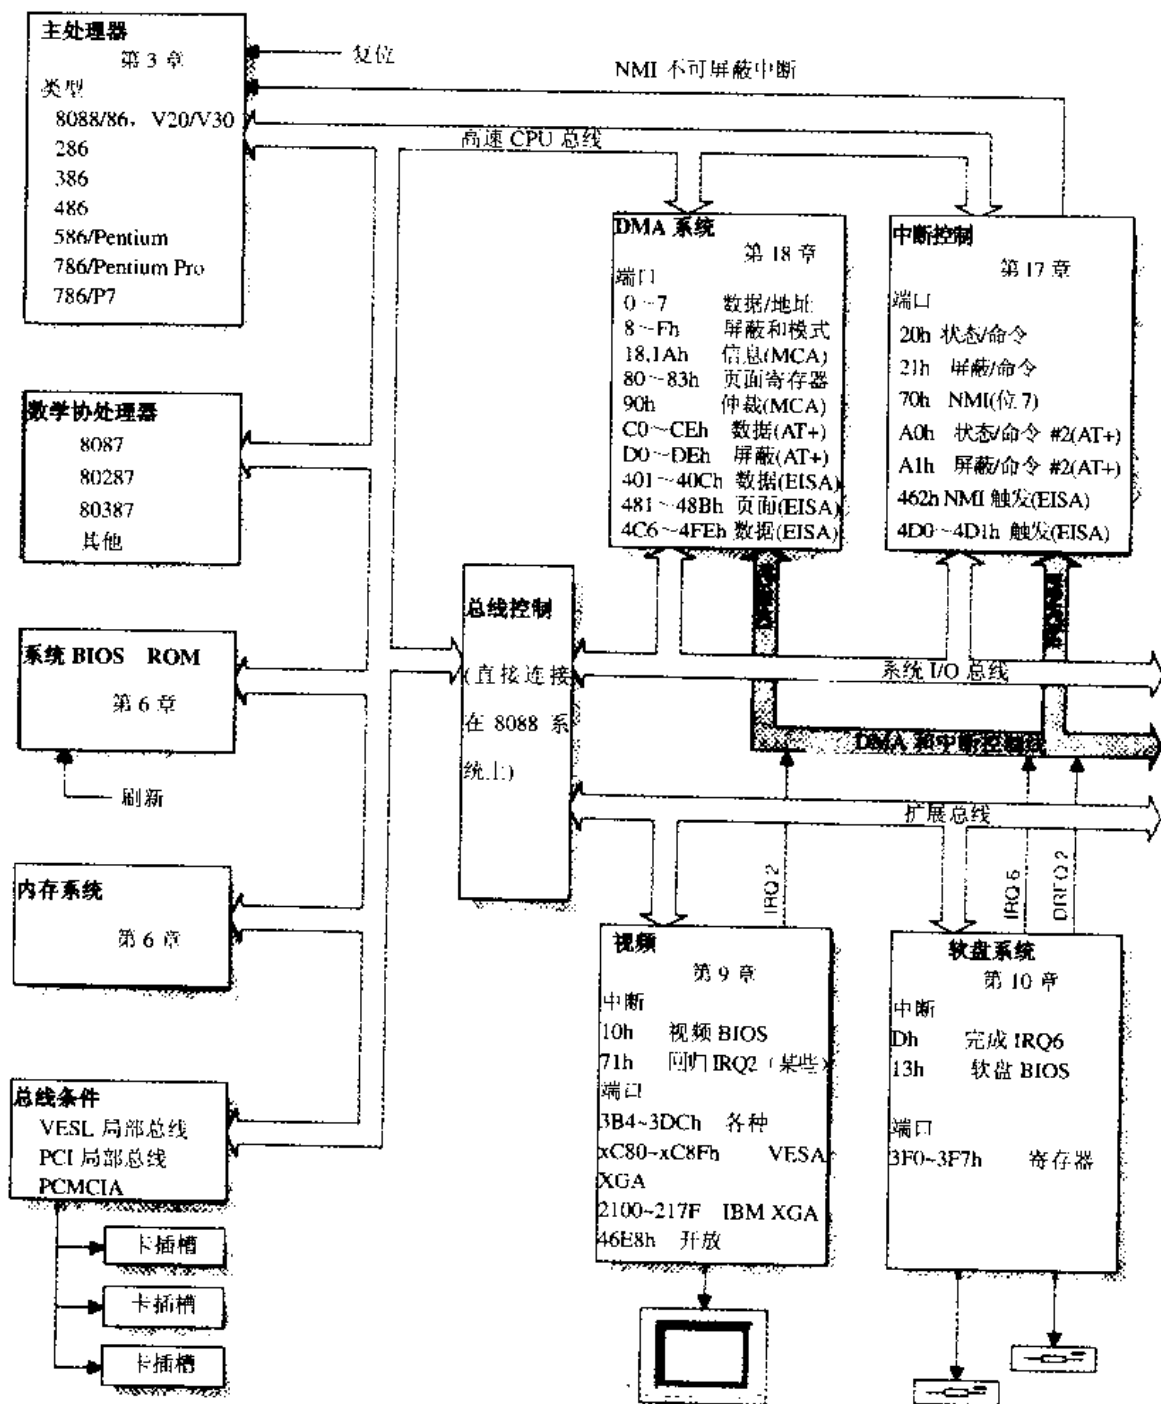 主处理器
第 3 章
类型
8088/86，V20/V30
286
386
486
586/Pentium
786/Pentium Pro
786/P7
复位
NMI 不可屏蔽中断
高速 CPU 总线
DMA 系统
第 18 章
端口
0~7 数据/地址
8~Fh 屏蔽和模式
18,1Ah 信息(MCA)
80~83h 页面寄存器
90h 仲裁(MCA)
C0~CEh 数据(AT+)
D0~DEh 屏蔽(AT+)
401~40Ch 数据(EISA)
481~48Bh 页面(EISA)
4C6~4FEh 数据(EISA)
中断控制
第 17 章
端口
20h 状态/命令
21h 屏蔽/命令
70h NMI(位 7)
A0h 状态/命令 #2(AT+)
A1h 屏蔽/命令 #2(AT+)
462h NMI 触发(EISA)
4D0~4D1h 触发(EISA)
数学协处理器
8087
80287
80387
其他
总线控制
(直接连接
在 8088 系
统上)
系统 BIOS ROM
第 6 章
刷新
系统 I/O 总线
DMA 和中断控制线
扩展总线
IRQ 2
IRQ 6
DREQ 2
内存系统
第 6 章
视频
第 9 章
中断
10h 视频 BIOS
71h 回归 IRQ2（某些）
端口
3B4~3DCh 各种
xC80~xC8Fh VESA
XGA
2100~217F IBM XGA
46E8h 开放
软盘系统
第 10 章
中断
Dh 完成 IRQ6
13h 软盘 BIOS
端口
3F0~3F7h 寄存器
总线条件
VESL 局部总线
PCI 局部总线
PCMCIA
卡插槽
卡插槽
卡插槽